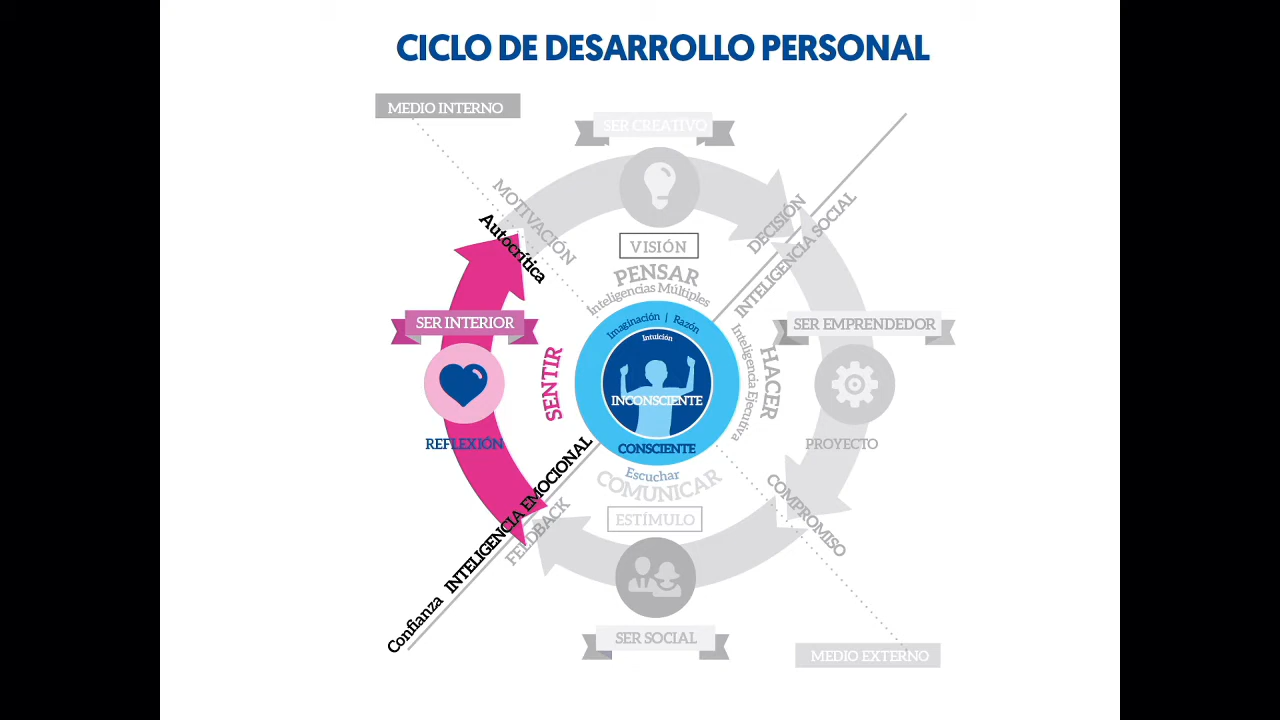 CICLO DE DESARROLLO PERSONAL
MEDIO INTERNO
SER CREATIVO
MOTIVACIÓN
Autocrítica
DECISIÓN
INTELIGENCIA SOCIAL
VISIÓN
PENSAR
Inteligencias Múltiples
SER INTERIOR
Imaginación | Razón
Intuición
SER EMPRENDEDOR
SENTIR
INCONSCIENTE
Inteligencia Ejecutiva
HACER
REFLEXIÓN
CONSCIENTE
PROYECTO
Escuchar
COMUNICAR
Confianza INTELIGENCIA EMOCIONAL
FEEDBACK
ESTÍMULO
COMPROMISO
SER SOCIAL
MEDIO EXTERNO